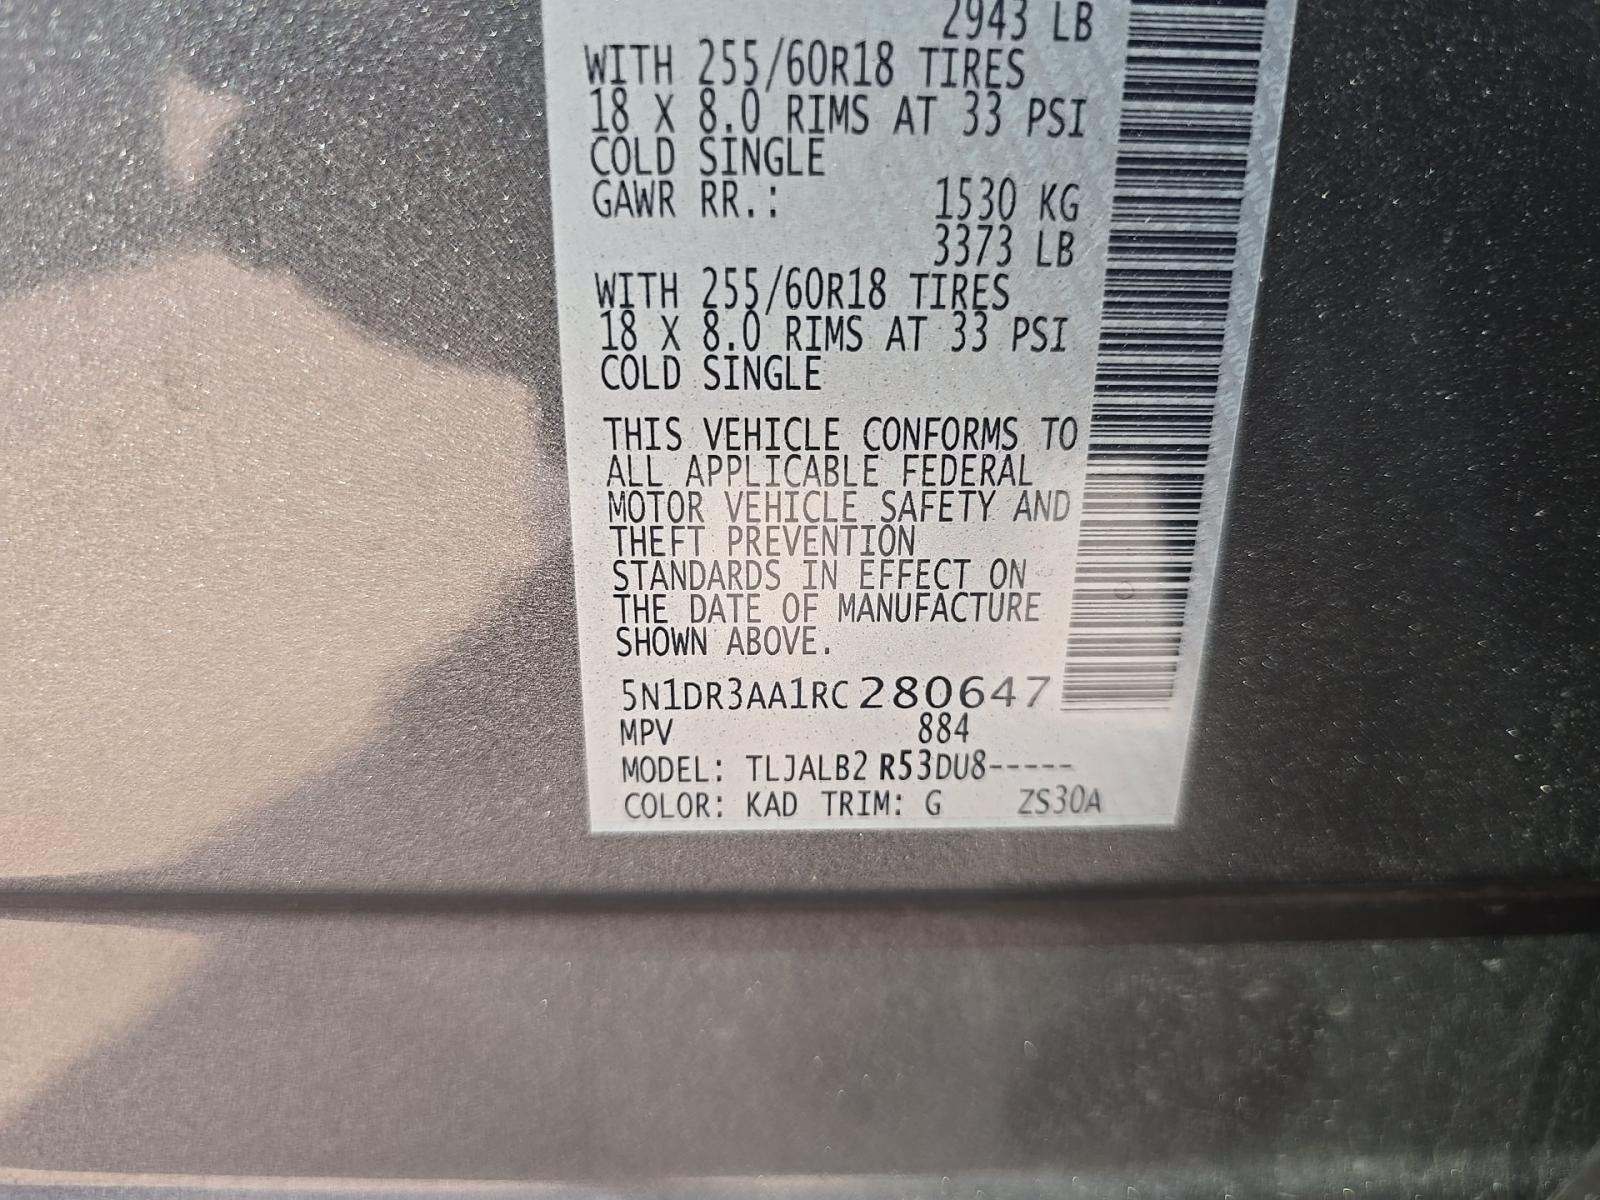 2943 LB
WITH 255/60R18 TIRES
18 X 8.0 RIMS AT 33 PSI
COLD SINGLE
GAWR RR.: 1530 KG
3373 LB
WITH 255/60R18 TIRES
18 X 8.0 RIMS AT 33 PSI
COLD SINGLE
THIS VEHICLE CONFORMS TO
ALL APPLICABLE FEDERAL
MOTOR VEHICLE SAFETY AND
THEFT PREVENTION
STANDARDS IN EFFECT ON
THE DATE OF MANUFACTURE
SHOWN ABOVE.
5N1DR3AA1RC280647
MPV 884
MODEL: TLJALB2 R53DU8-----
COLOR: KAD TRIM: G ZS30A